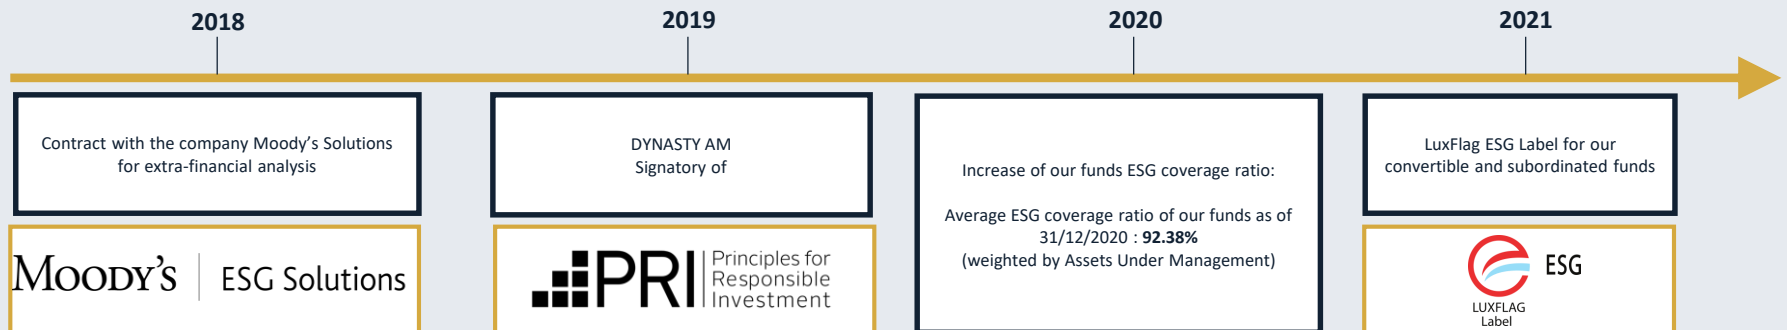 2018
2019
2020
2021
Contract with the company Moody's Solutions
for extra-financial analysis
MOODY'S
ESG Solutions
DYNASTY AM
Signatory of
PRI
Principles for
Responsible
Investment
Increase of our funds ESG coverage ratio:
Average ESG coverage ratio of our funds as of
31/12/2020 : 92.38%
(weighted by Assets Under Management)
LuxFlag ESG Label for our
convertible and subordinated funds
ESG
LUXFLAG
Label